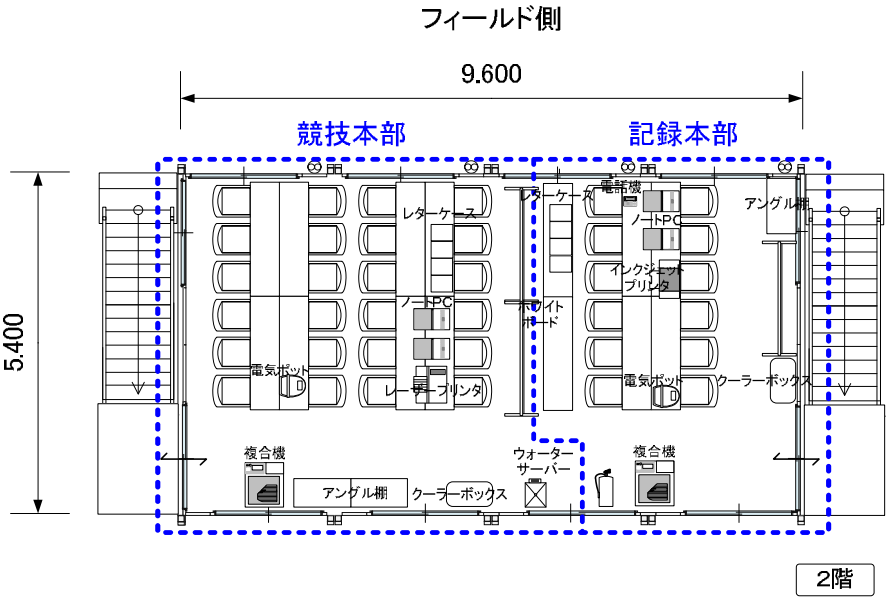 フィールド側
9.600
競技本部
記録本部
5.400
レターケース
レターケース
電話機
ノートPC
アングル棚
インクジェット
プリンタ
ノートPC
ホワイト
ボード
電気ポット
レーザープリンタ
電気ポット
クーラーボックス
複合機
アングル棚
クーラーボックス
ウォーター
サーバー
複合機
2階